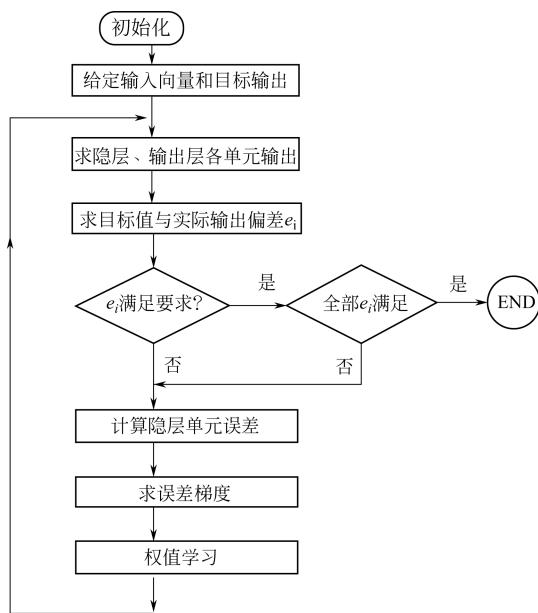 初始化
给定输入向量和目标输出
求隐层、输出层各单元输出
求目标值与实际输出偏差ei
ei满足要求?
是
全部ei满足
是
END
否
否
计算隐层单元误差
求误差梯度
权值学习